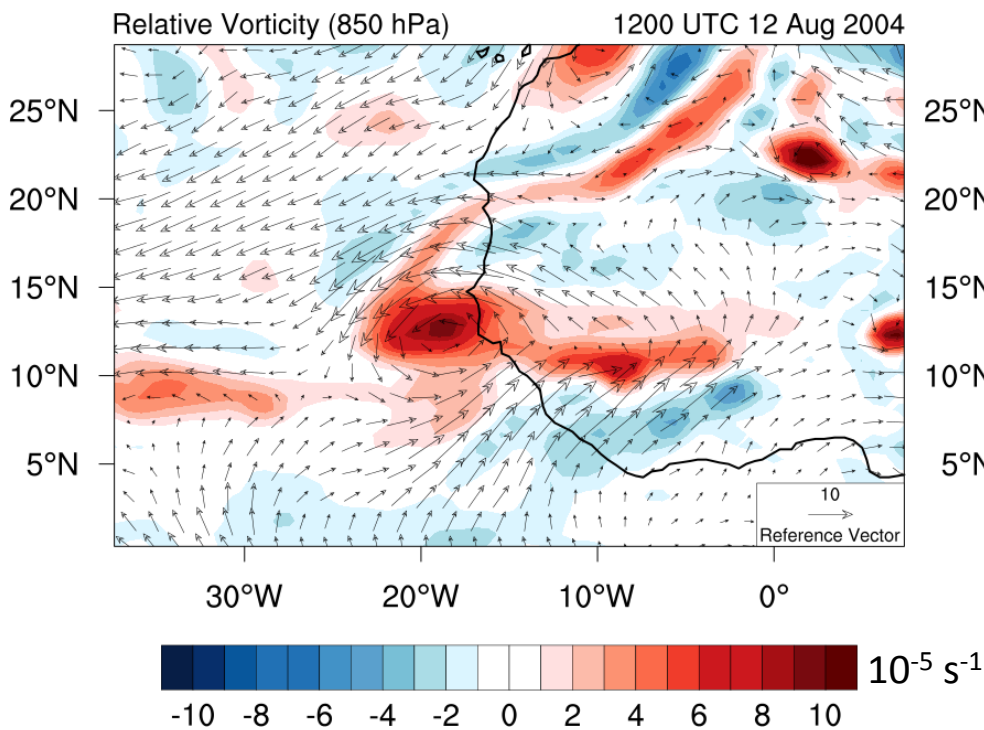 Relative Vorticity (850 hPa) 1200 UTC 12 Aug 2004
25°N 25°N
20°N 20°N
15°N 15°N
10°N 10°N
5°N 5°N
10
Reference Vector
30°W 20°W 10°W 0°
10⁻⁵ s⁻¹
-10 -8 -6 -4 -2 0 2 4 6 8 10